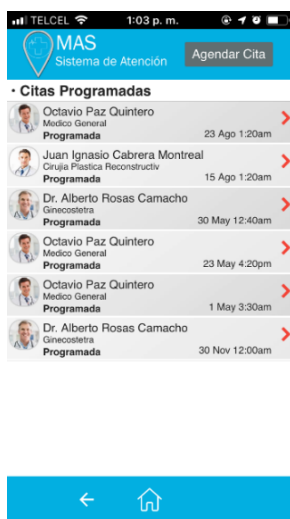 TELCEL 1:03 p. m.
MAS
Sistema de Atención
Agendar Cita
· Citas Programadas
Octavio Paz Quintero
Medico General
Programada 23 Ago 1:20am
Juan Ignasio Cabrera Montreal
Cirujia Plastica Reconstructiv
Programada 15 Ago 1:20am
Dr. Alberto Rosas Camacho
Ginecostetra
Programada 30 May 12:40am
Octavio Paz Quintero
Medico General
Programada 23 May 4:20pm
Octavio Paz Quintero
Medico General
Programada 1 May 3:30am
Dr. Alberto Rosas Camacho
Ginecostetra
Programada 30 Nov 12:00am